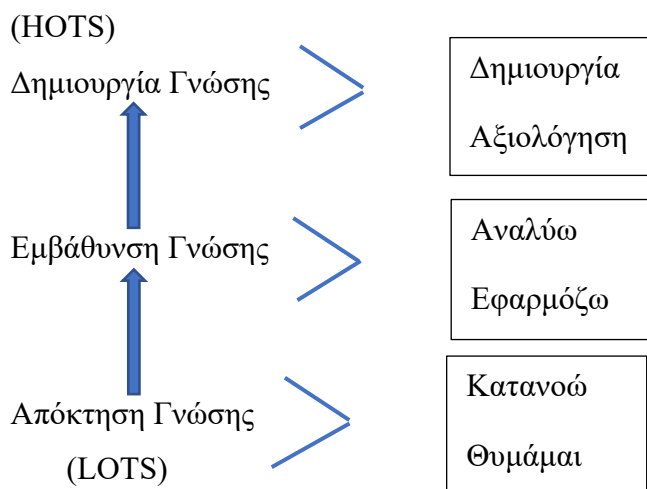 (HOTS)
Δημιουργία Γνώσης
Δημιουργία
Αξιολόγηση
Εμβάθυνση Γνώσης
Αναλύω
Εφαρμόζω
Απόκτηση Γνώσης
(LOTS)
Κατανοώ
Θυμάμαι